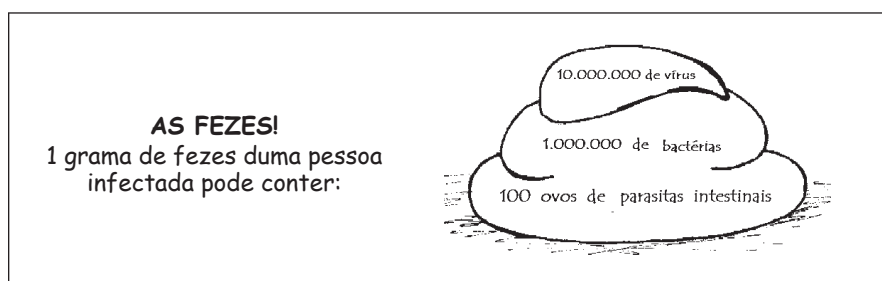 AS FEZES!
1 grama de fezes duma pessoa
infectada pode conter:
10.000.000 de vírus
1.000.000 de bactérias
100 ovos de parasitas intestinais